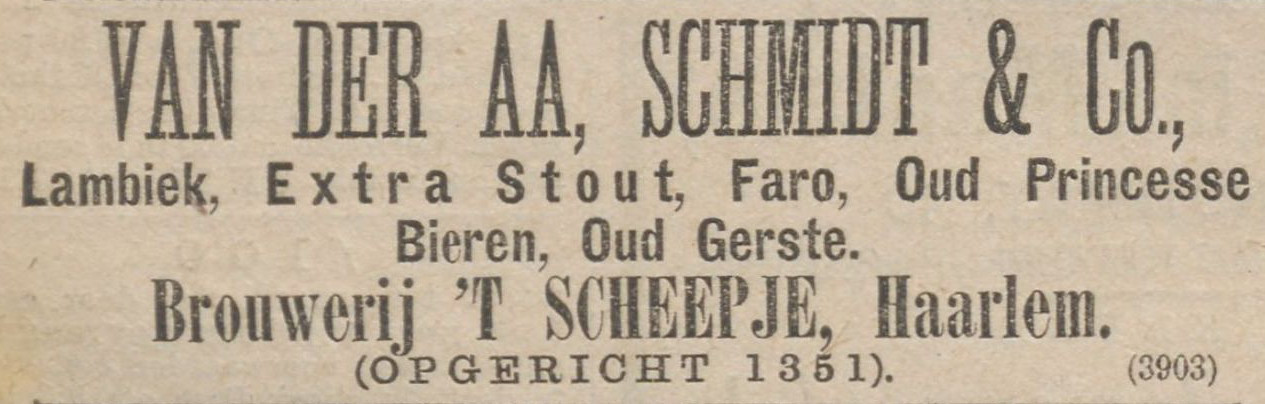 VAN DER AA, SCHMIDT & Co.,
Lambiek, Extra Stout, Faro, Oud Princesse
Bieren, Oud Gerste.
Brouwerij 'T SCHEEPJE, Haarlem.
(OPGERICHT 1351). (3903)